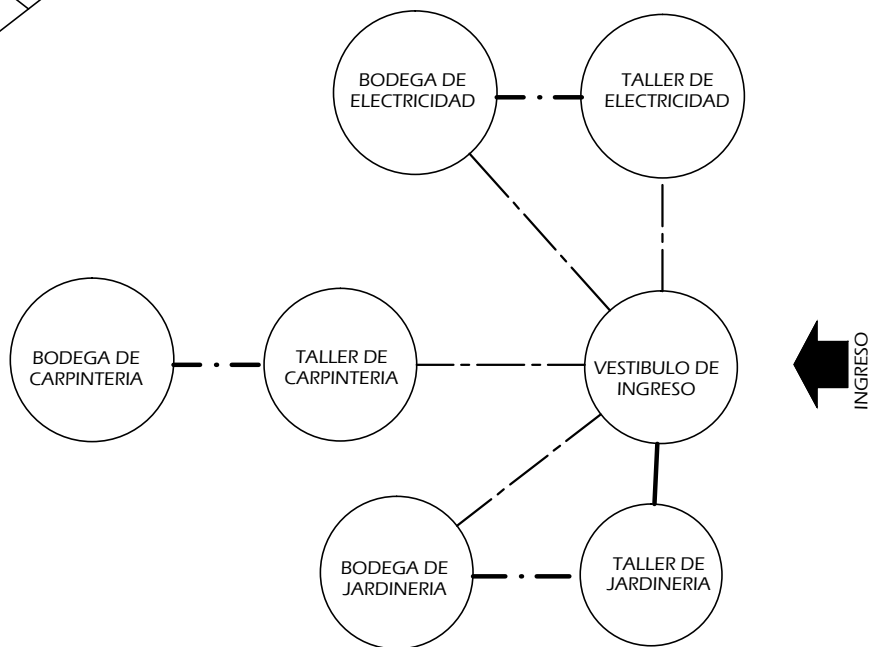 BODEGA DE
ELECTRICIDAD
TALLER DE
ELECTRICIDAD
BODEGA DE
CARPINTERIA
TALLER DE
CARPINTERIA
VESTIBULO DE
INGRESO
INGRESO
BODEGA DE
JARDINERIA
TALLER DE
JARDINERIA